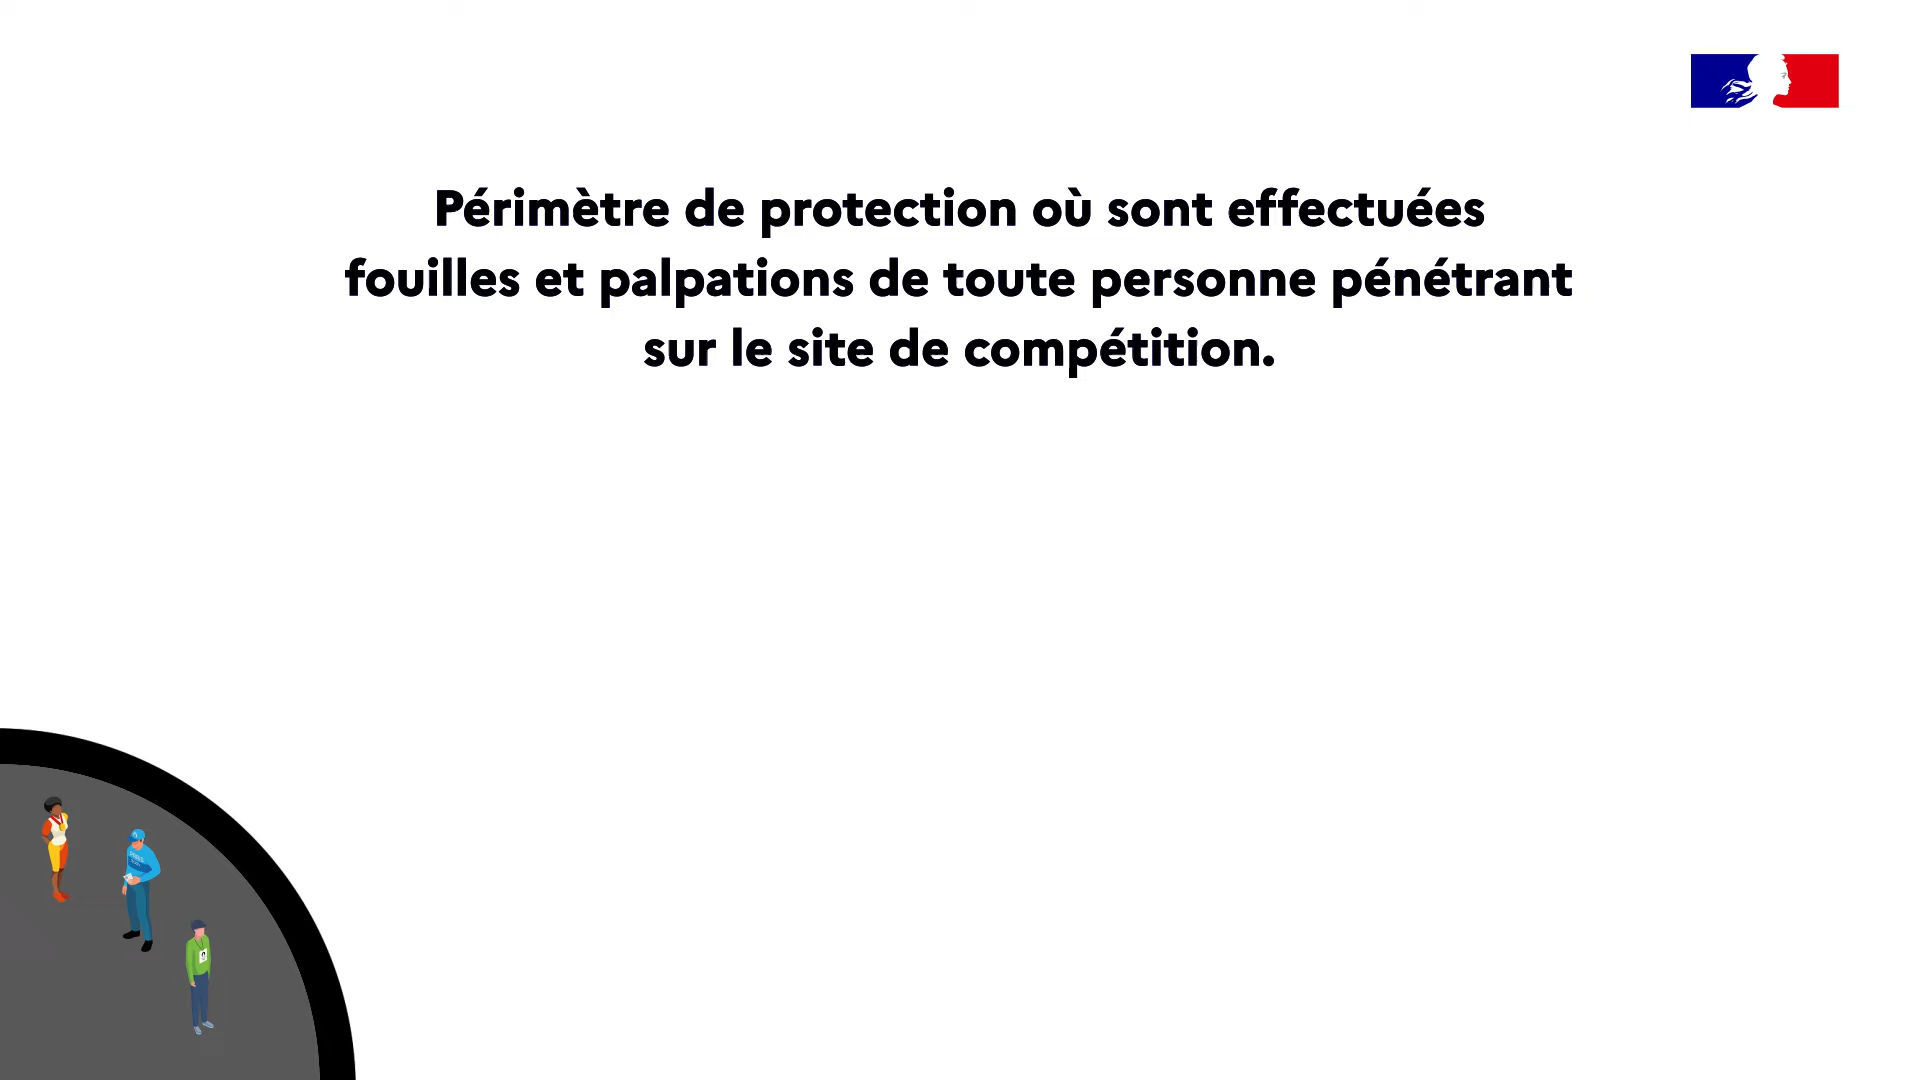 Périmètre de protection où sont effectuées
fouilles et palpations de toute personne pénétrant
sur le site de compétition.